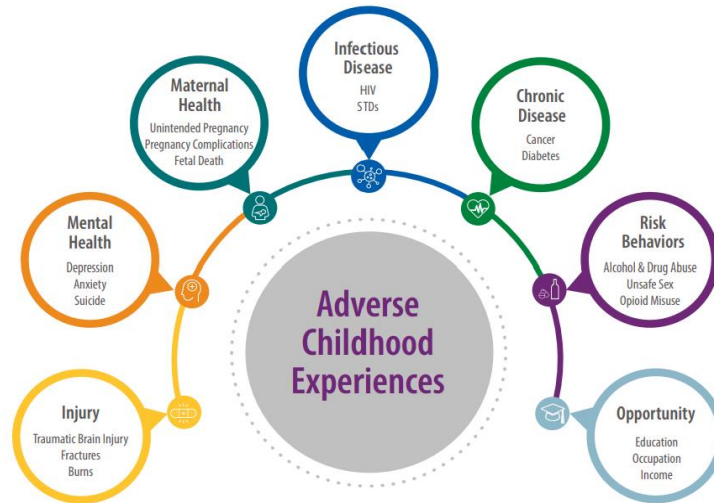 Infectious
Disease
HIV
STDs
Maternal
Health
Unintended Pregnancy
Pregnancy Complications
Fetal Death
Chronic
Disease
Cancer
Diabetes
Mental
Health
Depression
Anxiety
Suicide
Risk
Behaviors
Alcohol & Drug Abuse
Unsafe Sex
Opioid Misuse
Adverse
Childhood
Experiences
Injury
Traumatic Brain Injury
Fractures
Burns
Opportunity
Education
Occupation
Income